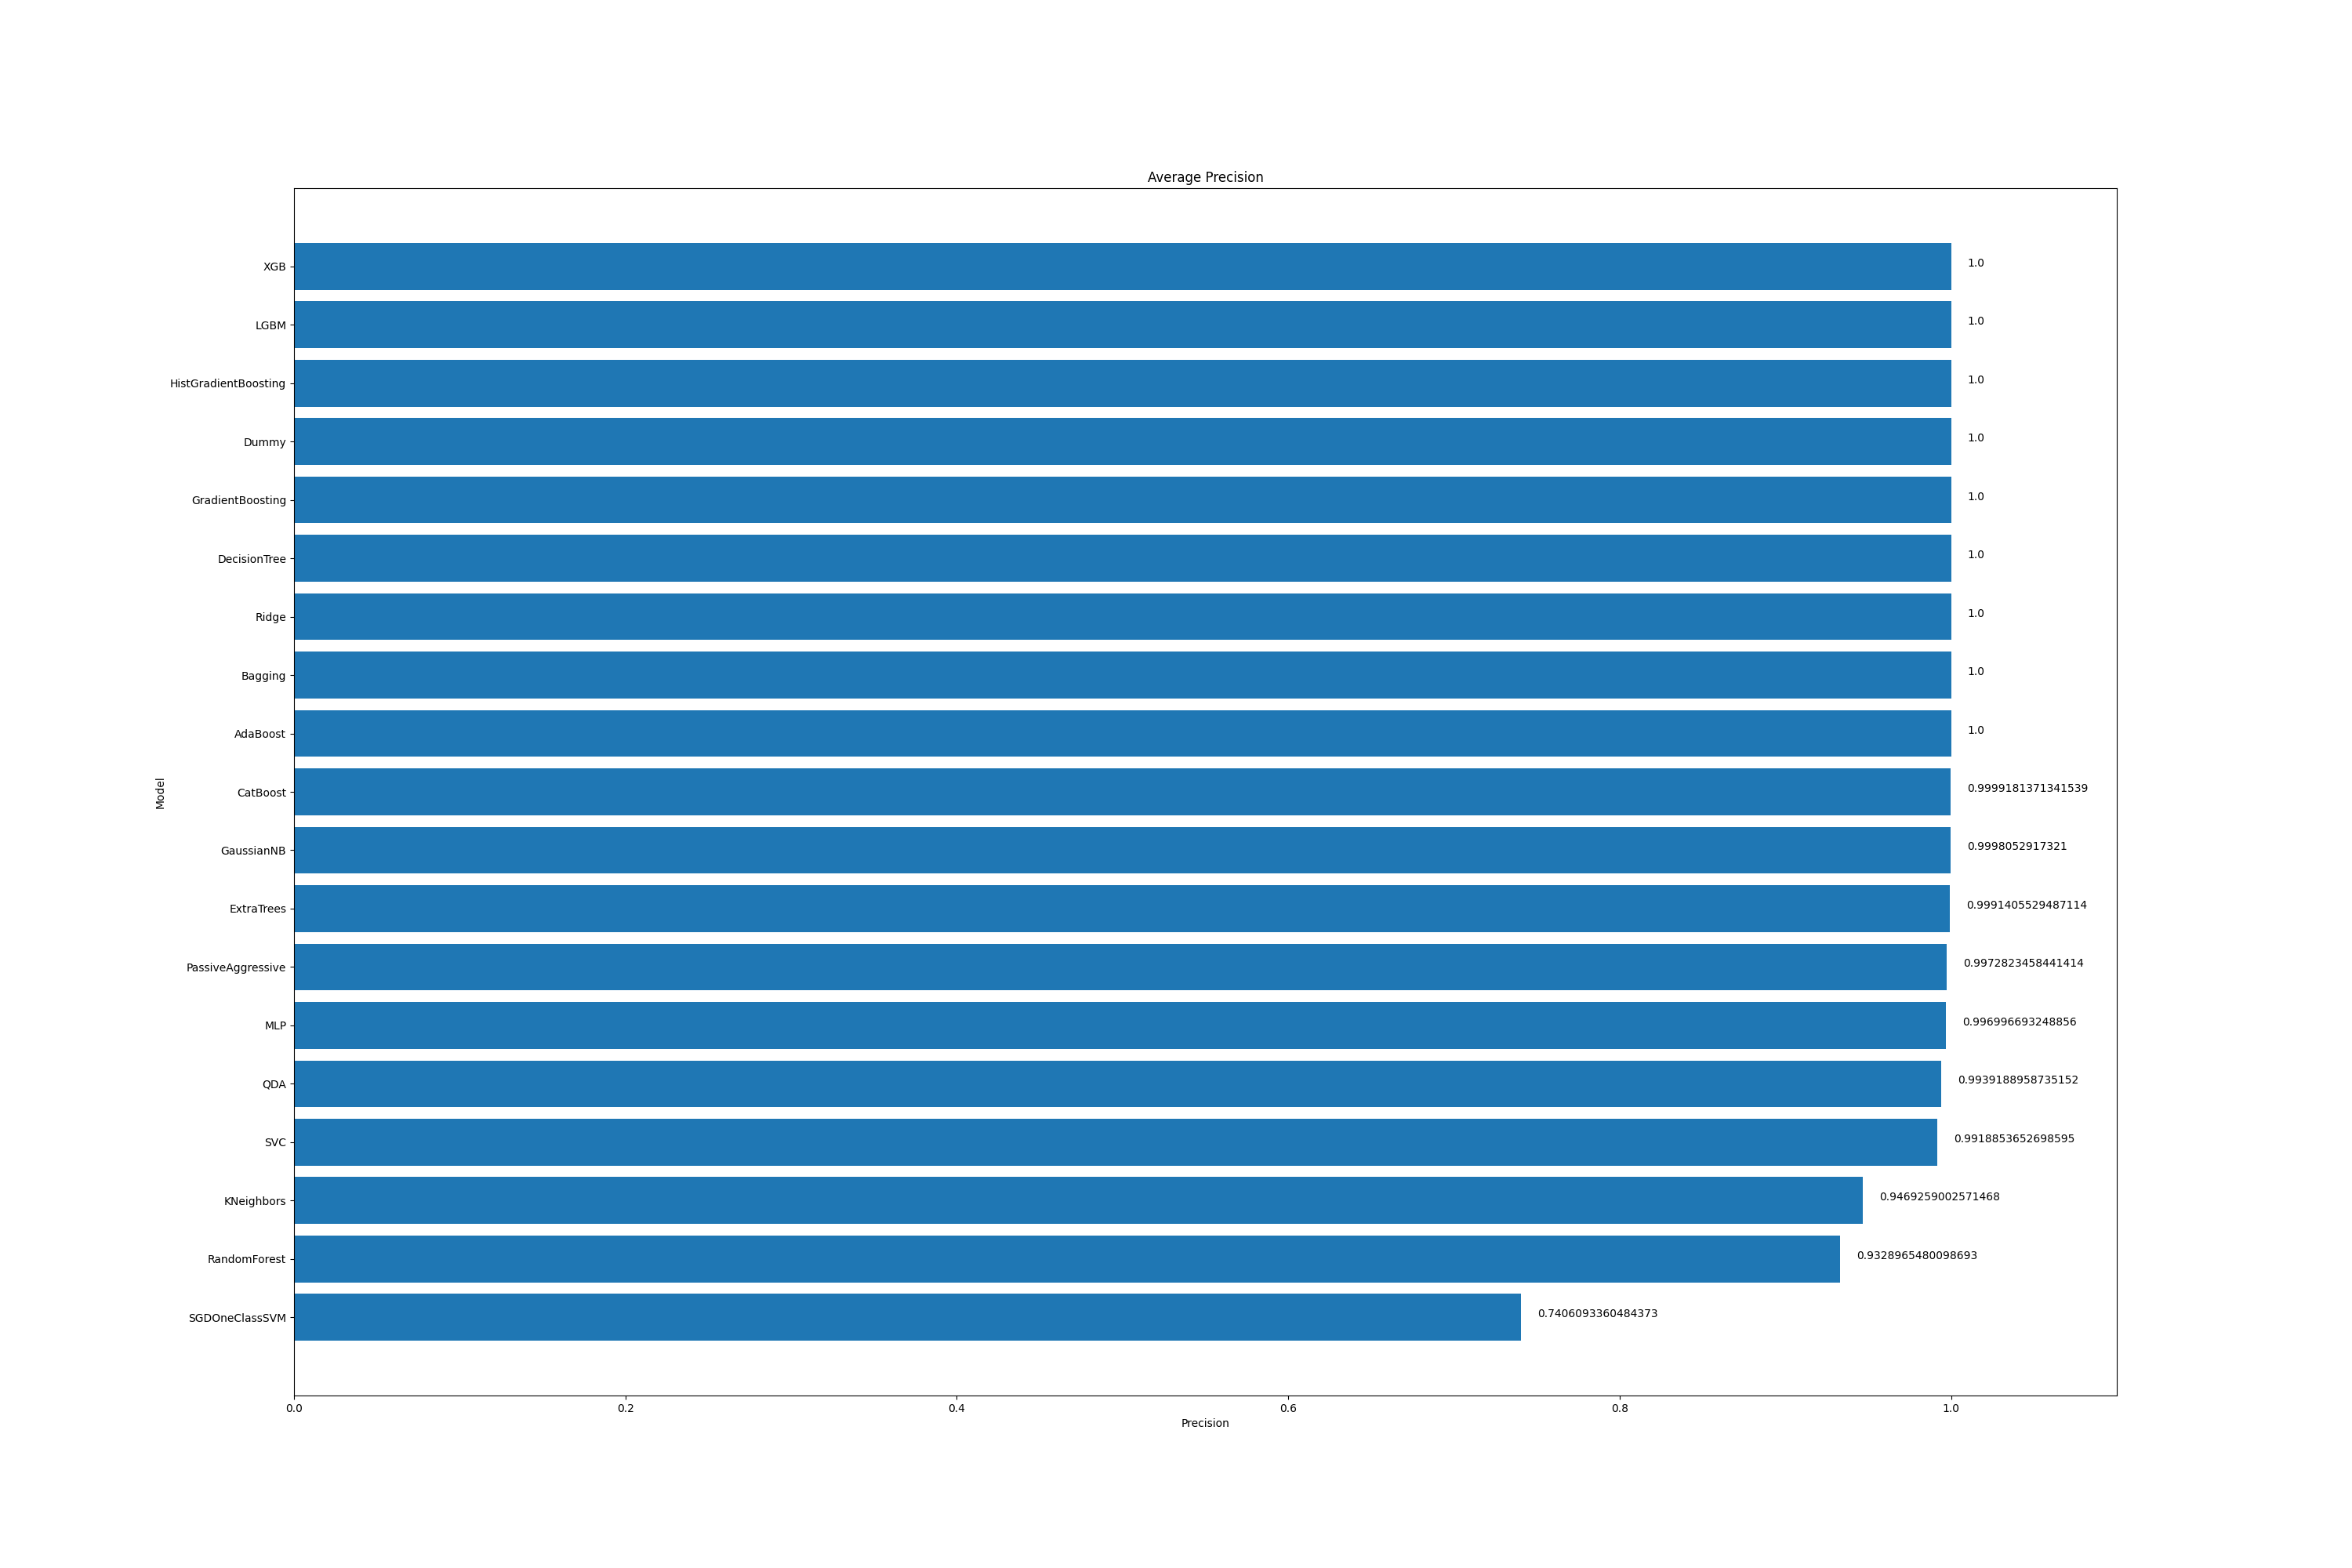 Average Precision
XGB 1.0
LGBM 1.0
HistGradientBoosting 1.0
Dummy 1.0
GradientBoosting 1.0
DecisionTree 1.0
Ridge 1.0
Bagging 1.0
AdaBoost 1.0
CatBoost 0.9999181371341539
GaussianNB 0.9998052917321
ExtraTrees 0.9991405529487114
PassiveAggressive 0.9972823458441414
MLP 0.996996693248856
QDA 0.9939188958735152
SVC 0.9918853652698595
KNeighbors 0.9469259002571468
RandomForest 0.9328965480098693
SGDOneClassSVM 0.7406093360484373
Model
0.0 0.2 0.4 0.6 0.8 1.0
Precision